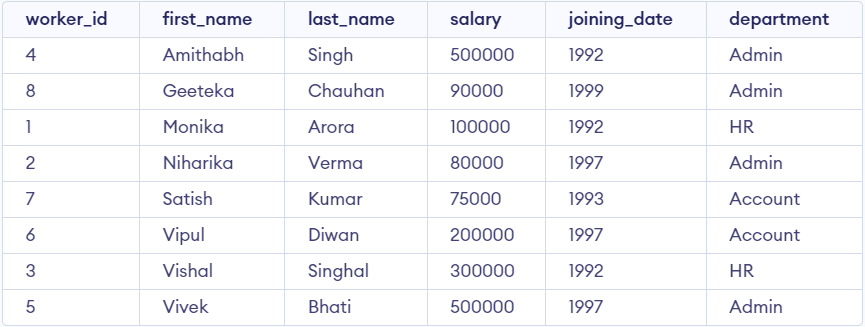 worker_id first_name last_name salary joining_date department
4 Amithabh Singh 500000 1992 Admin
8 Geeteka Chauhan 90000 1999 Admin
1 Monika Arora 100000 1992 HR
2 Niharika Verma 80000 1997 Admin
7 Satish Kumar 75000 1993 Account
6 Vipul Diwan 200000 1997 Account
3 Vishal Singhal 300000 1992 HR
5 Vivek Bhati 500000 1997 Admin